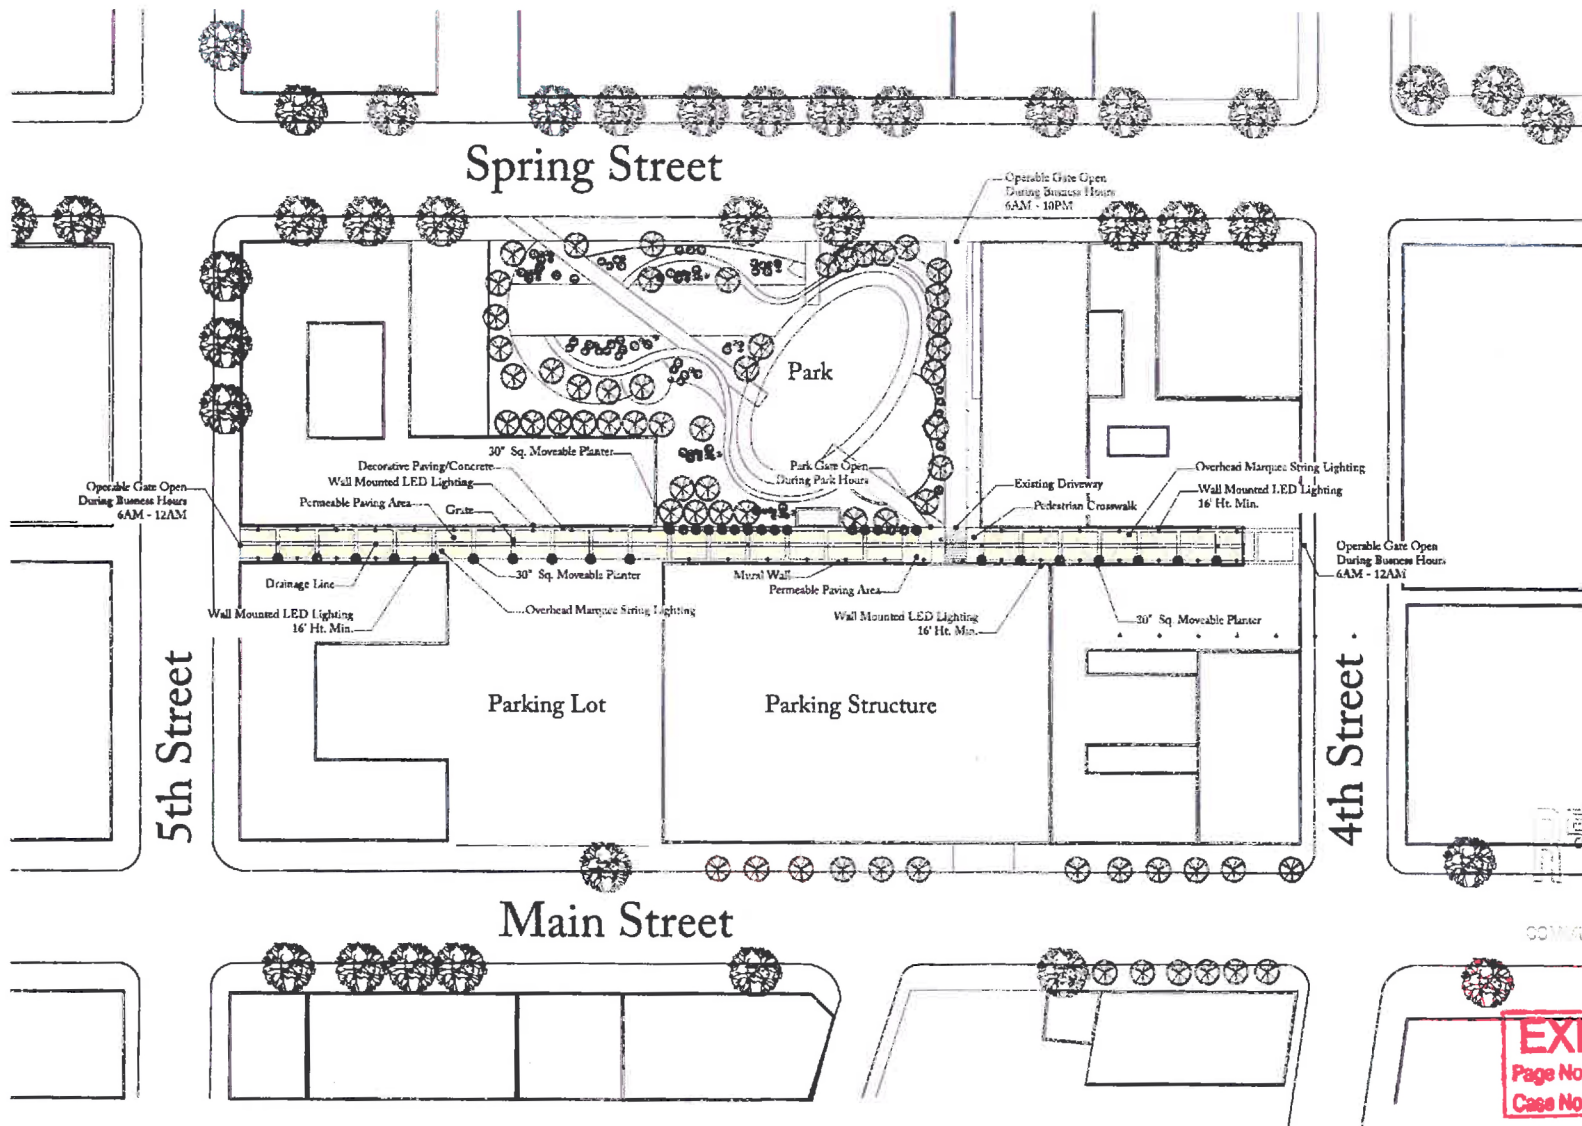 Spring Street
Operable Gate Open
During Business Hours
6AM - 10PM
Park
30" Sq. Moveable Planter
Decorative Paving/Concrete
Wall Mounted LED Lighting
Permeable Paving Area
Grate
Operable Gate Open
During Business Hours
6AM - 12AM
Park Gate Open
During Park Hours
Existing Driveway
Pedestrian Crosswalk
Overhead Marquee String Lighting
Wall Mounted LED Lighting
16' Ht. Min.
Operable Gate Open
During Business Hours
6AM - 12AM
Drainage Line
30" Sq. Moveable Planter
Mural Wall
Permeable Paving Area
Wall Mounted LED Lighting
16' Ht. Min.
Overhead Marquee String Lighting
Wall Mounted LED Lighting
16' Ht. Min.
30" Sq. Moveable Planter
5th Street
Parking Lot
Parking Structure
4th Street
Main Street
Page No
Case No